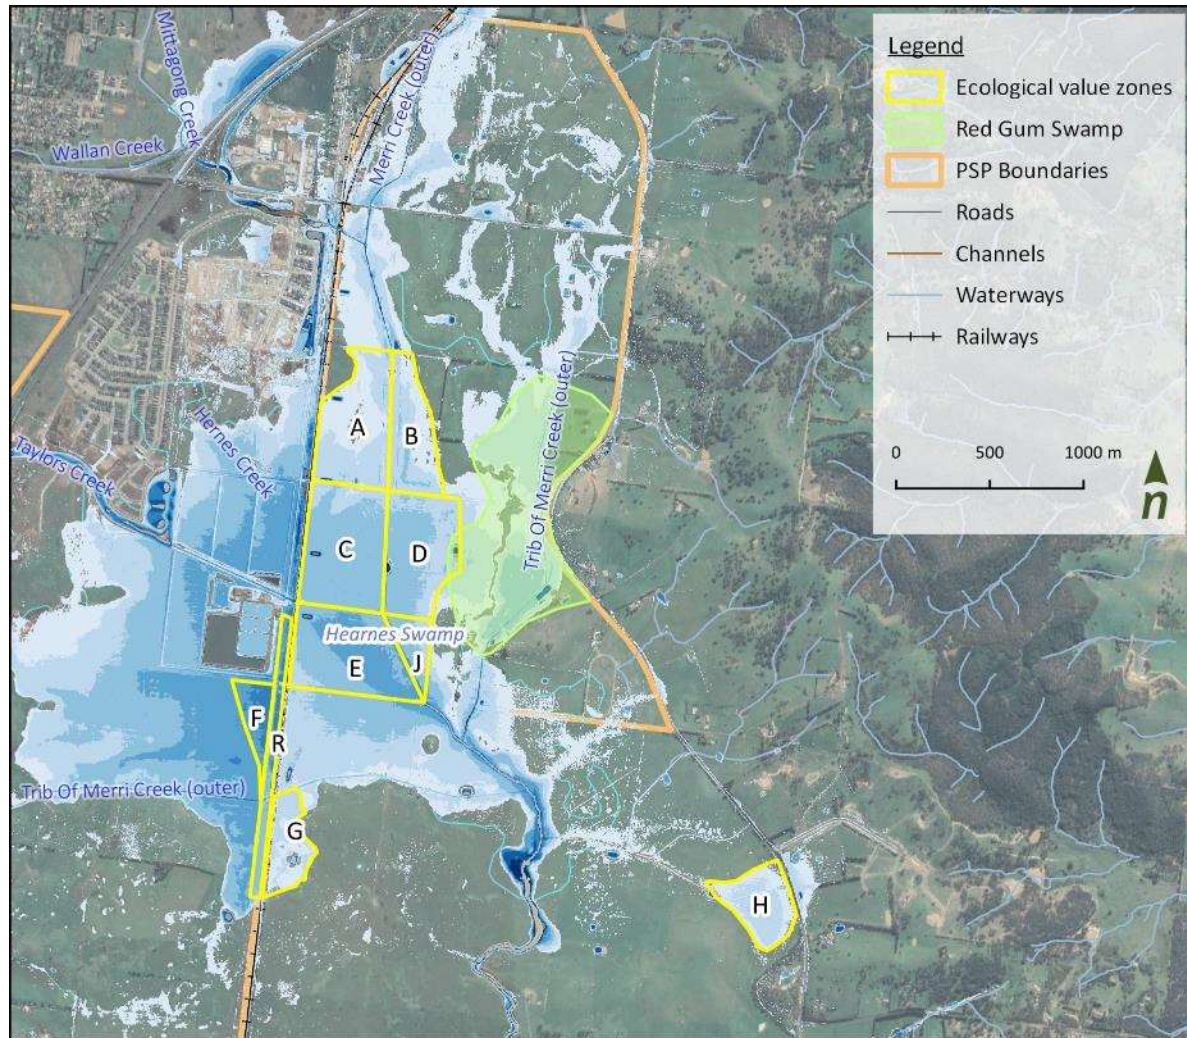 Legend
Ecological value zones
Red Gum Swamp
PSP Boundaries
Roads
Channels
Waterways
Railways
0 500 1000 m
n
Mittagong Creek
Wallan Creek
Merri Creek (outer)
Hernes Creek
Taylors Creek
Trib Of Merri Creek (outer)
A
B
C
D
Hearnes Swamp
E
J
F
R
Trib Of Merri Creek (outer)
G
H